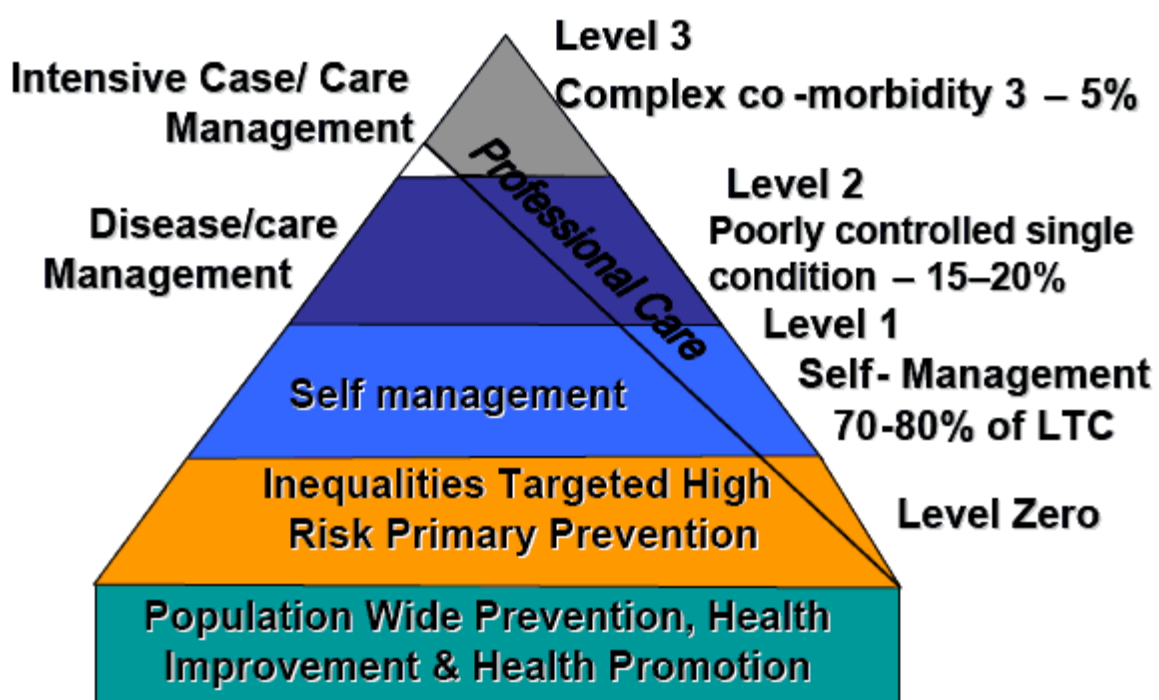 Level 3
Intensive Case/ Care
Management
Complex co -morbidity 3 – 5%
Professional Care
Level 2
Disease/care
Management
Poorly controlled single
condition – 15–20%
Level 1
Self management
Self- Management
70-80% of LTC
Inequalities Targeted High
Risk Primary Prevention
Level Zero
Population Wide Prevention, Health
Improvement & Health Promotion